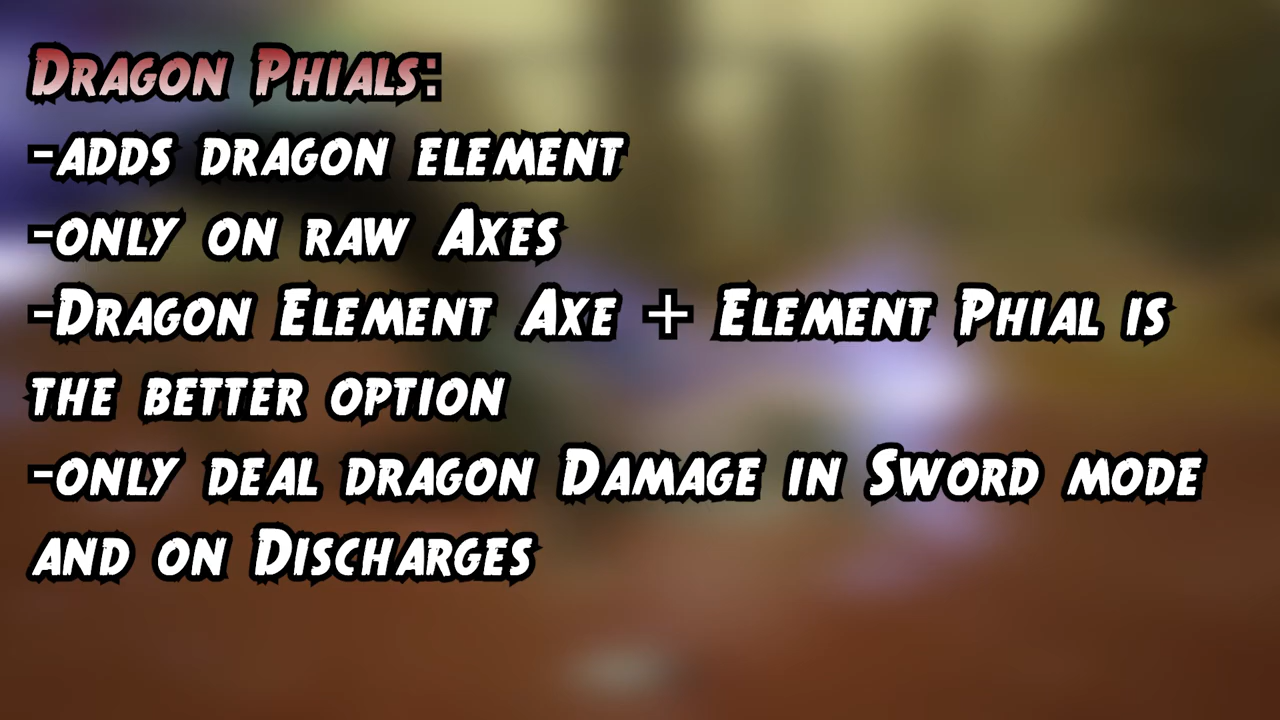 Dragon Phials:
-adds dragon element
-only on raw Axes
-Dragon Element Axe + Element Phial is
the better option
-only deal dragon Damage in Sword mode
and on Discharges